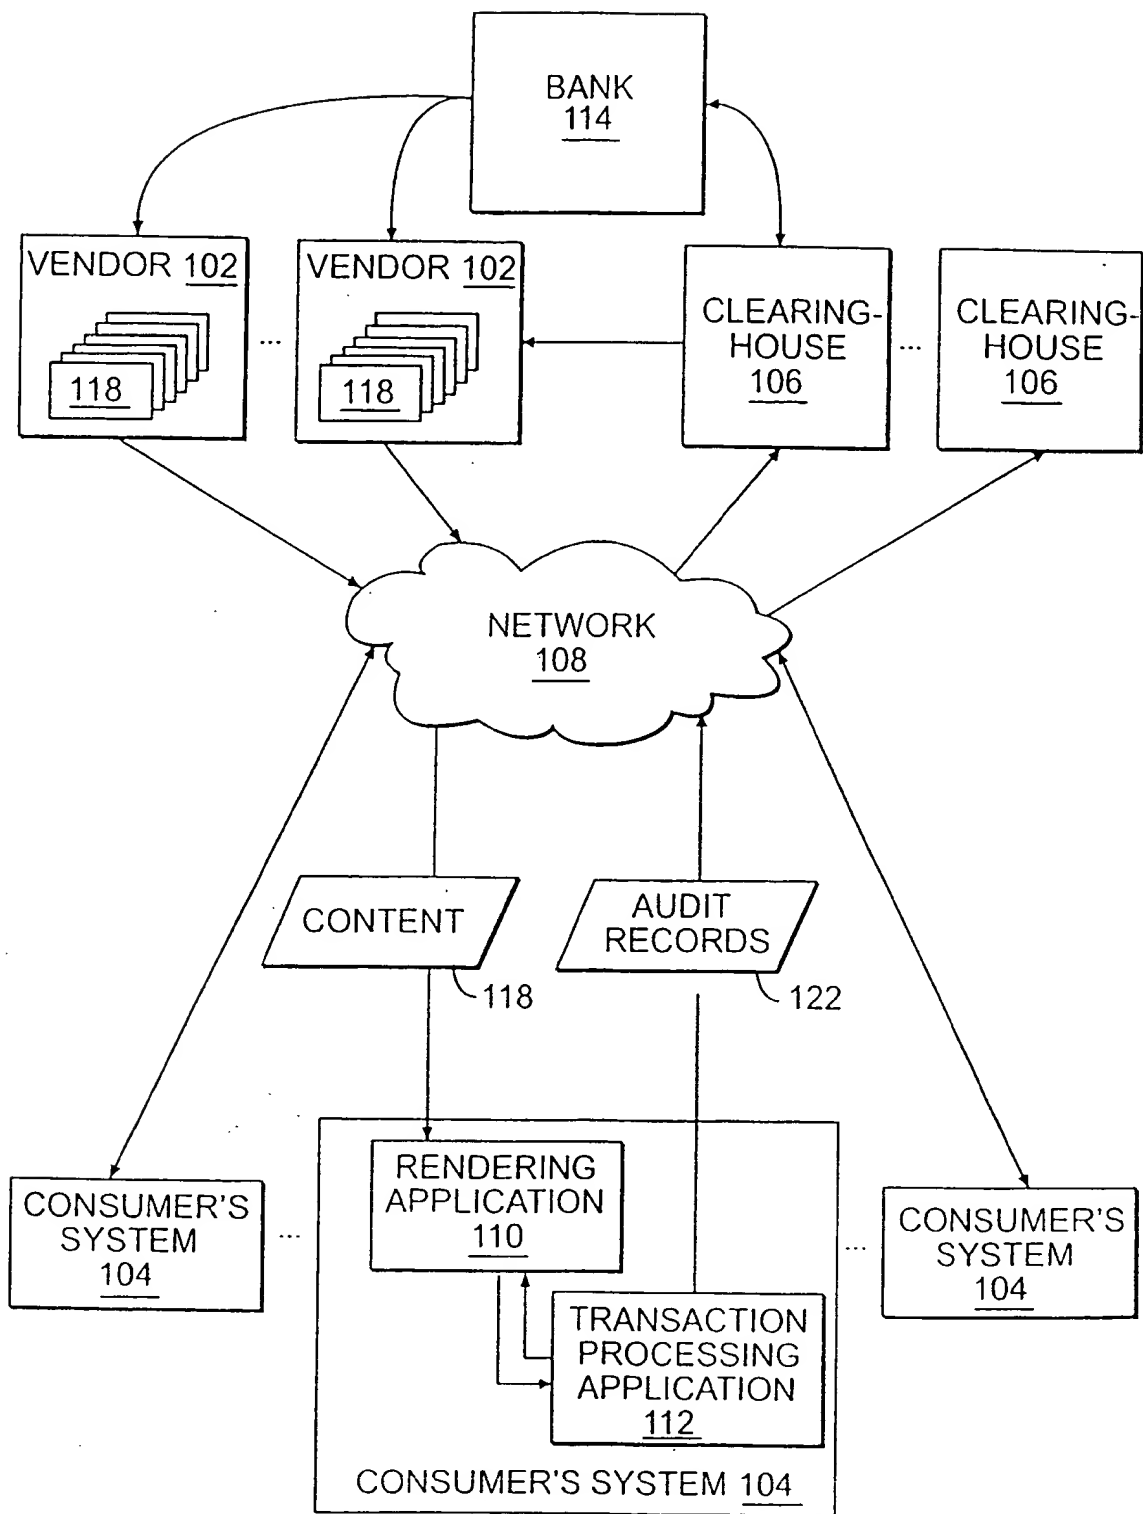 BANK
114
VENDOR 102
118
...
VENDOR 102
118
CLEARING-
HOUSE
106
...
CLEARING-
HOUSE
106
NETWORK
108
CONTENT
118
AUDIT
RECORDS
122
CONSUMER'S
SYSTEM
104
...
RENDERING
APPLICATION
110
TRANSACTION
PROCESSING
APPLICATION
112
CONSUMER'S SYSTEM 104
...
CONSUMER'S
SYSTEM
104